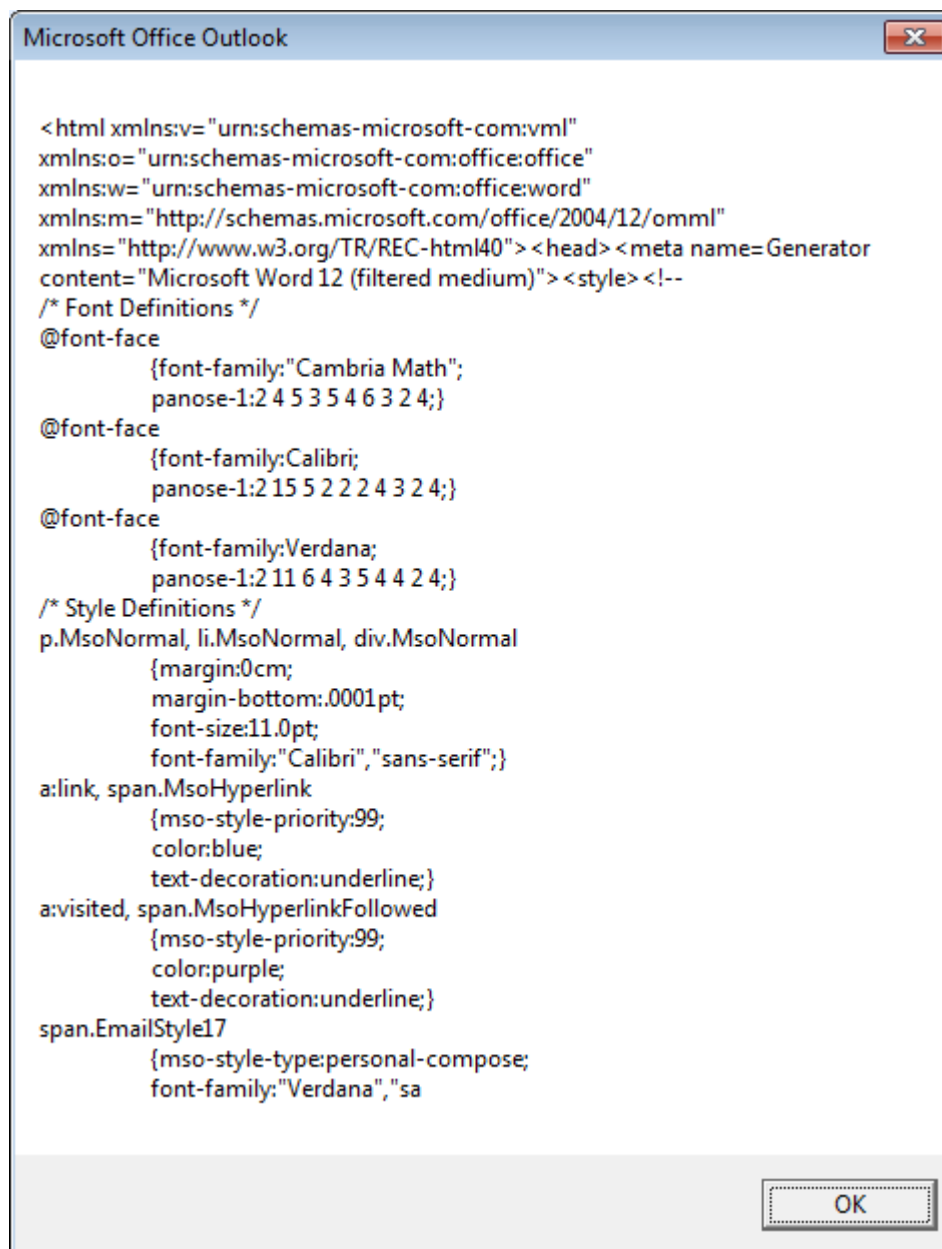 Microsoft Office Outlook
<html xmlns:v="urn:schemas-microsoft-com:vml"
xmlns:o="urn:schemas-microsoft-com:office:office"
xmlns:w="urn:schemas-microsoft-com:office:word"
xmlns:m="http://schemas.microsoft.com/office/2004/12/omml"
xmlns="http://www.w3.org/TR/REC-html40"><head><meta name=Generator
content="Microsoft Word 12 (filtered medium)"><style><!--
/* Font Definitions */
@font-face
{font-family:"Cambria Math";
panose-1:2 4 5 3 5 4 6 3 2 4;}
@font-face
{font-family:Calibri;
panose-1:2 15 5 2 2 2 4 3 2 4;}
@font-face
{font-family:Verdana;
panose-1:2 11 6 4 3 5 4 4 2 4;}
/* Style Definitions */
p.MsoNormal, li.MsoNormal, div.MsoNormal
{margin:0cm;
margin-bottom:.0001pt;
font-size:11.0pt;
font-family:"Calibri","sans-serif";}
a:link, span.MsoHyperlink
{mso-style-priority:99;
color:blue;
text-decoration:underline;}
a:visited, span.MsoHyperlinkFollowed
{mso-style-priority:99;
color:purple;
text-decoration:underline;}
span.EmailStyle17
{mso-style-type:personal-compose;
font-family:"Verdana","sa
OK